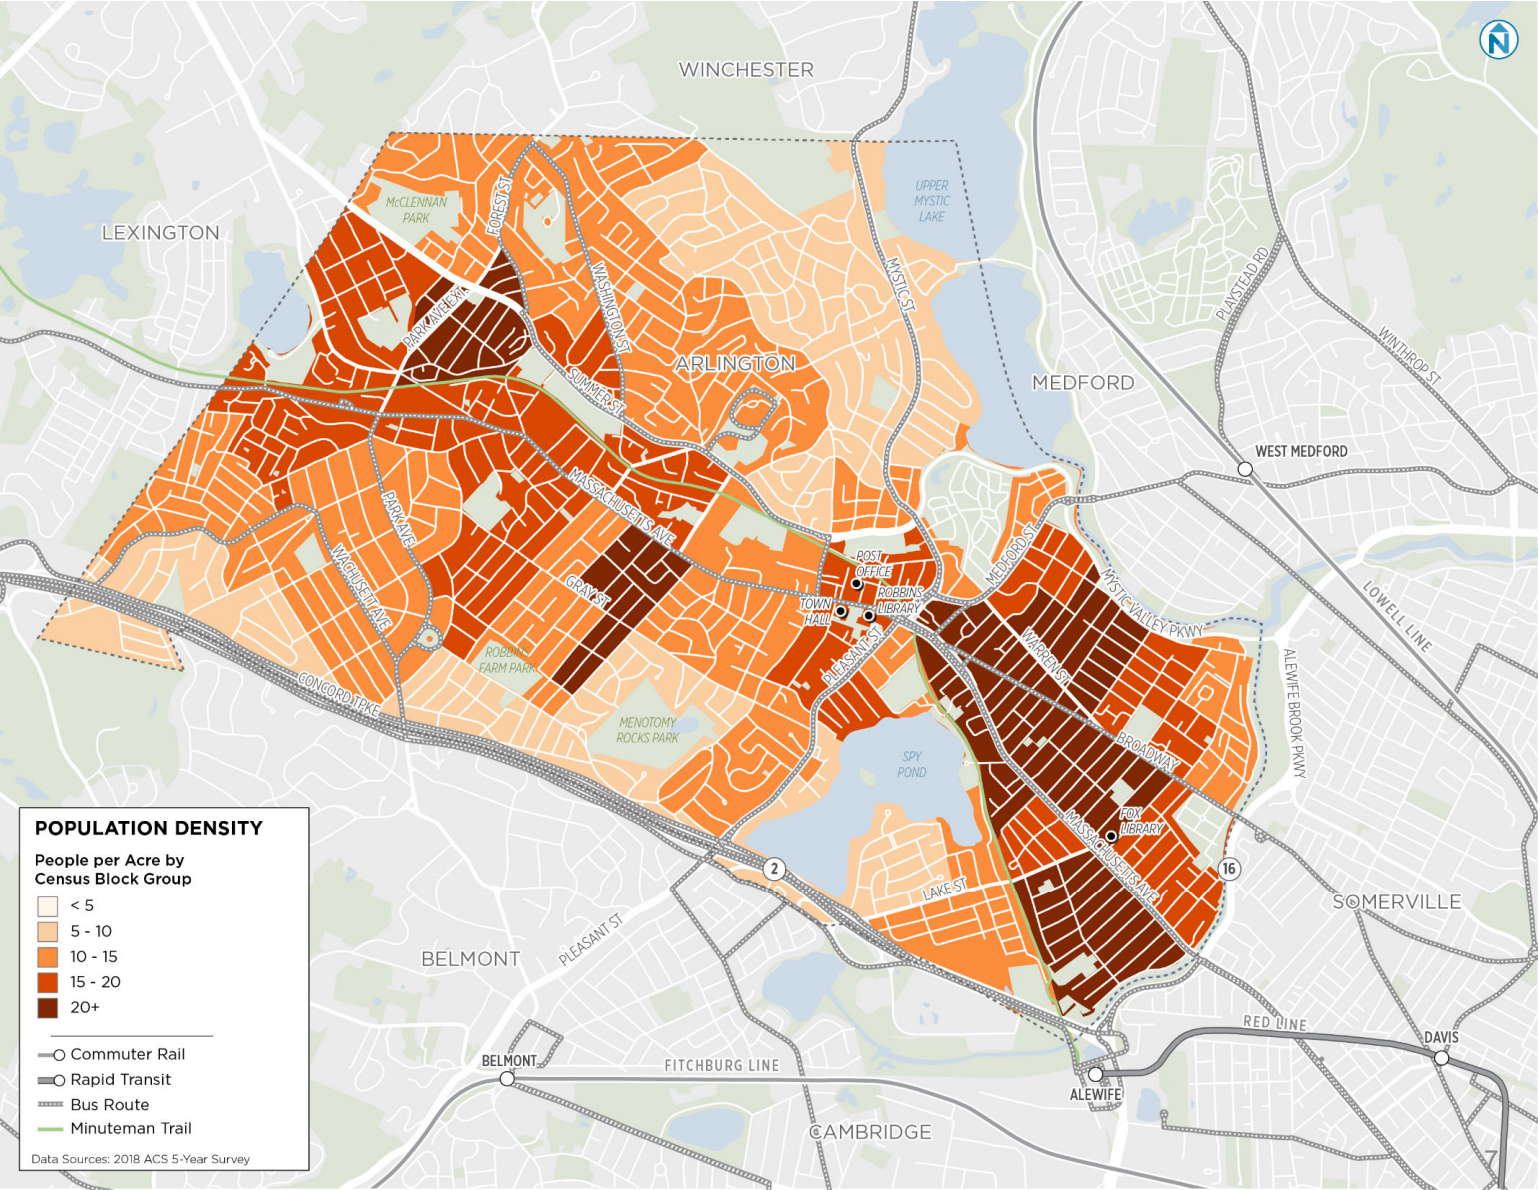 N
WINCHESTER
UPPER
MYSTIC
LAKE
McCLENNAN
PARK
FOREST ST
LEXINGTON
WASHINGTON ST
MYSTIC ST
PLAYSTEAD RD
PARK AVE EXT
WINTHROP ST
ARLINGTON
MEDFORD
SUMMER ST
WEST MEDFORD
MASSACHUSETTS AVE
PARK AVE
MEDFORD ST
WACHUSETT AVE
POST
OFFICE
GRAY ST
TOWN
HALL
ROBBINS
LIBRARY
MYSTIC VALLEY PKWY
LOWELL LINE
PLEASANT ST
WARREN ST
ROBBINS
FARM PARK
ALEWIFE BROOK PKWY
CONCORD TPKE
MENOTOMY
ROCKS PARK
BROADWAY
SPY
POND
FOX
LIBRARY
MASSACHUSETTS AVE
2
16
LAKE ST
SOMERVILLE
BELMONT
PLEASANT ST
RED LINE
DAVIS
BELMONT
FITCHBURG LINE
ALEWIFE
CAMBRIDGE
POPULATION DENSITY
People per Acre by
Census Block Group
< 5
5 - 10
10 - 15
15 - 20
20+
Commuter Rail
Rapid Transit
Bus Route
Minuteman Trail
Data Sources: 2018 ACS 5-Year Survey
7